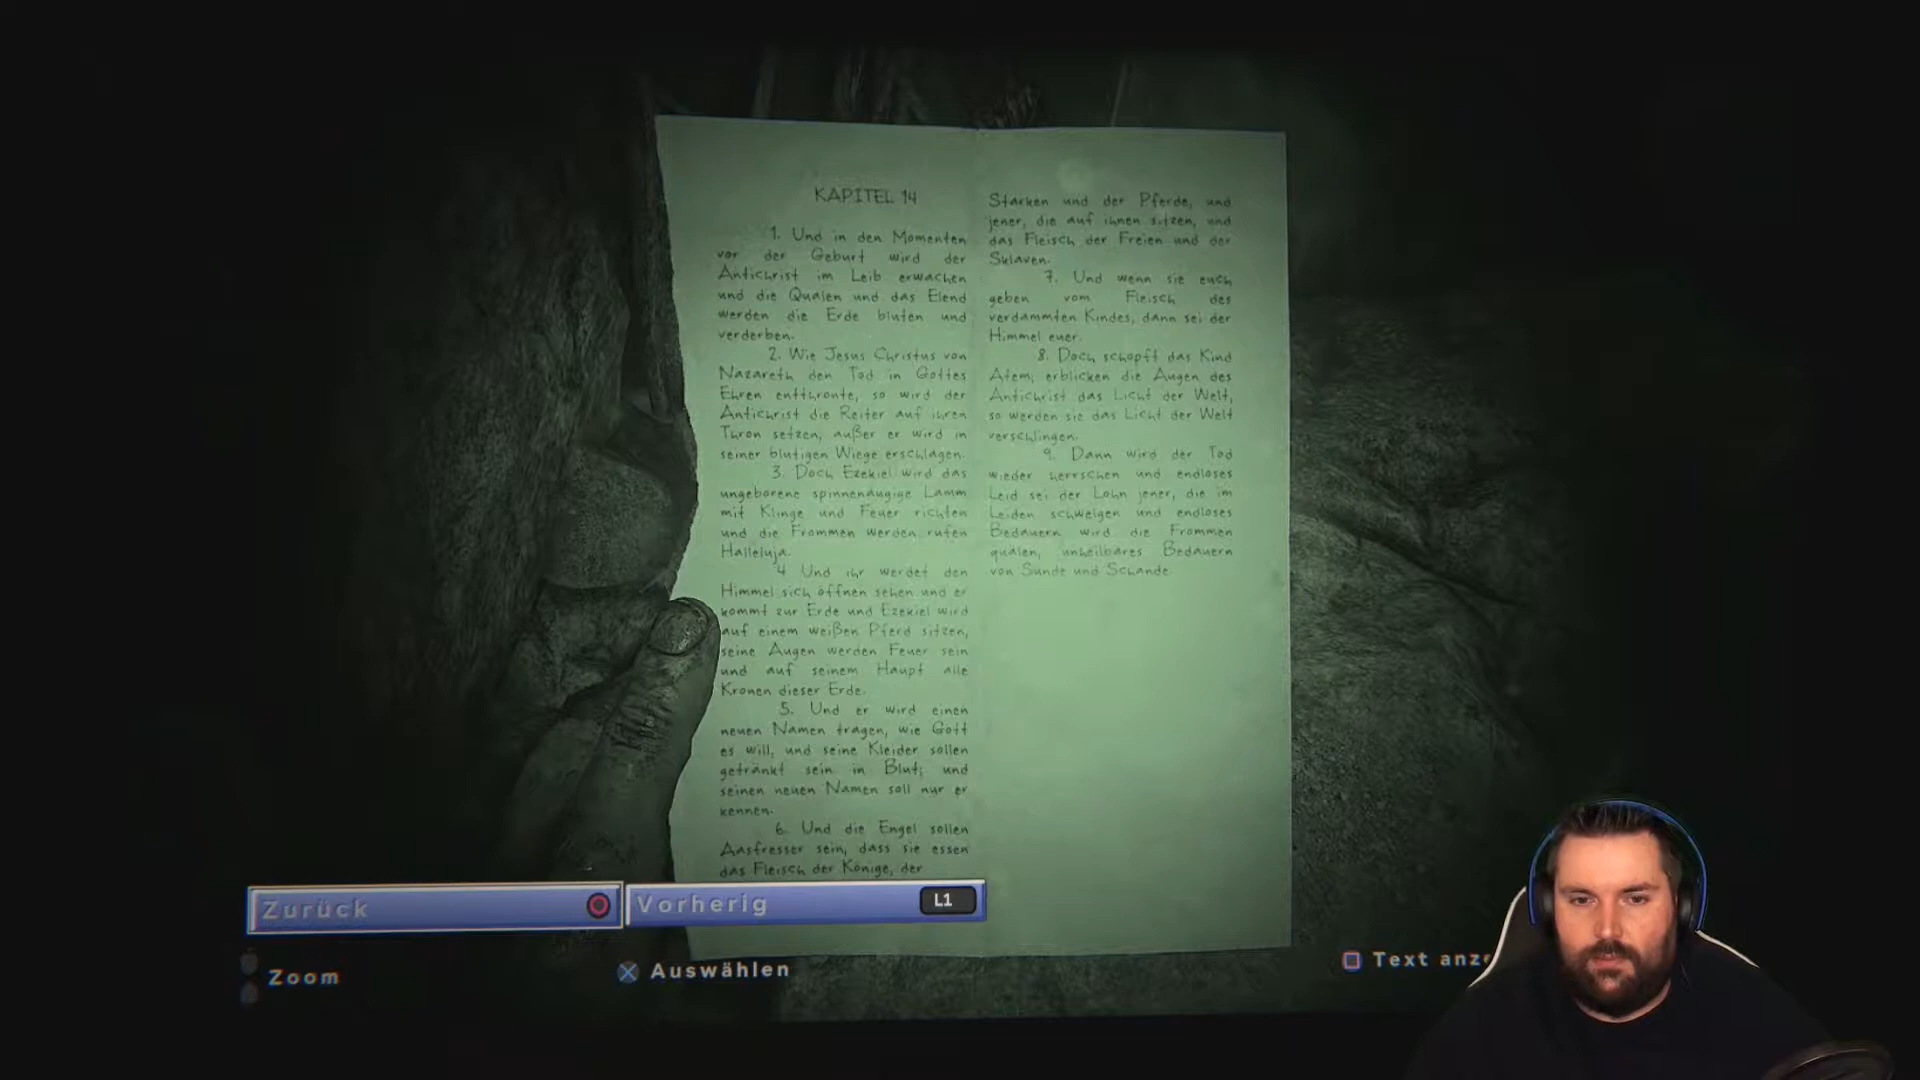 KAPITEL 14
1. Und in den Momenten
vor der Geburt wird der
Antichrist im Leib erwachen
und die Qualen und das Elend
werden die Erde bluten und
verderben.
2. Wie Jesus Christus von
Nazareth den Tod in Gottes
Ehren entthronte, so wird der
Antichrist die Reiter auf ihren
Thron setzen, außer er wird in
seiner blutigen Wiege erschlagen.
3. Doch Ezekiel wird das
ungeborene spinnenäugige Lamm
mit Klinge und Feuer richten
und die Frommen werden rufen
Halleluja.
4 Und ihr werdet den
Himmel sich öffnen sehen und er
kommt zur Erde und Ezekiel wird
auf einem weißen Pferd sitzen,
seine Augen werden Feuer sein
und auf seinem Haupt alle
Kronen dieser Erde.
5. Und er wird einen
neuen Namen tragen, wie Gott
es will, und seine Kleider sollen
getränkt sein in Blut; und
seinen neuen Namen soll nur er
kennen.
6. Und die Engel sollen
Aasfresser sein, dass sie essen
das Fleisch der Könige, der
Starken und der Pferde, und
jener, die auf ihnen sitzen, und
das Fleisch der Freien und der
Sklaven.
7. Und wenn sie euch
geben vom Fleisch des
verdammten Kindes, dann sei der
Himmel euer.
8. Doch schöpft das Kind
Atem, erblicken die Augen des
Antichrist das Licht der Welt,
so werden sie das Licht der Welt
verschlingen.
9. Dann wird der Tod
wieder herrschen und endloses
Leid sei der Lohn jener, die im
Leiden schwelgen und endloses
Bedauern wird die Frommen
quälen, unheilbares Bedauern
von Sünde und Schande.
Zurück
Vorherig L1
Zoom
Auswählen
Text anz